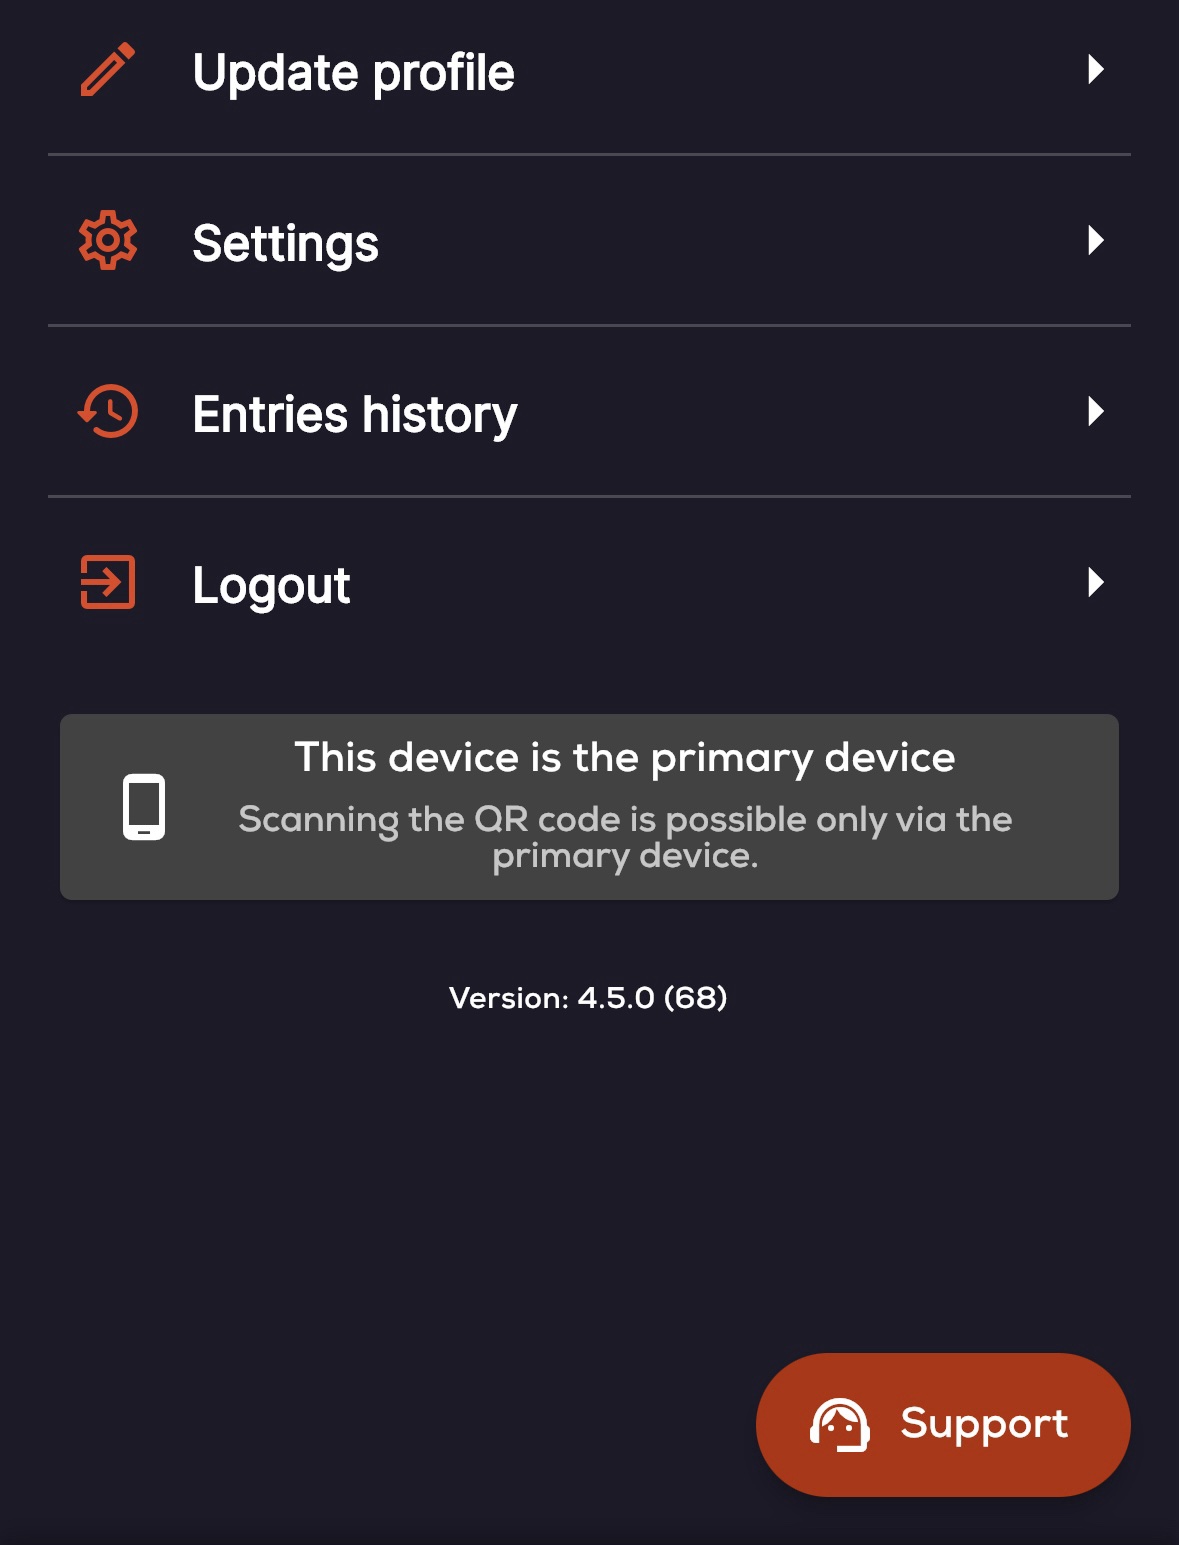 Update profile
Settings
Entries history
Logout
This device is the primary device
Scanning the QR code is possible only via the
primary device.
Version: 4.5.0 (68)
Support